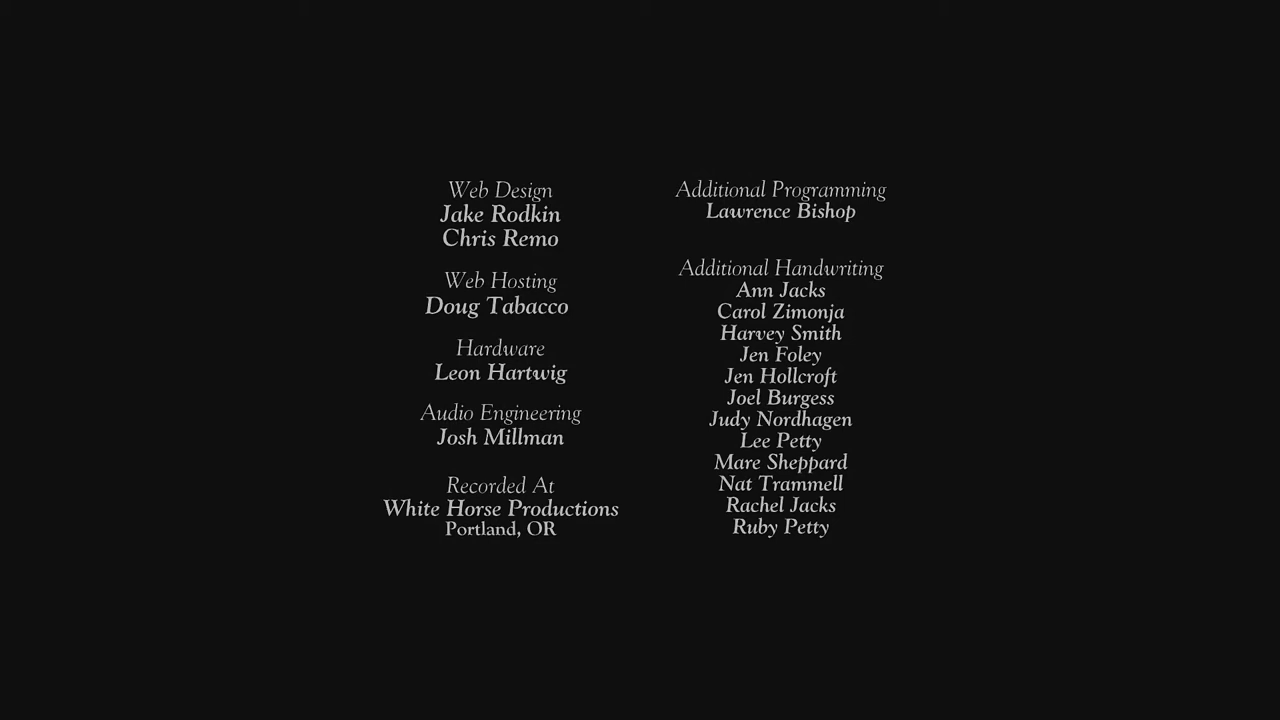 Web Design
Jake Rodkin
Chris Remo
Web Hosting
Doug Tabacco
Hardware
Leon Hartwig
Audio Engineering
Josh Millman
Recorded At
White Horse Productions
Portland, OR
Additional Programming
Lawrence Bishop
Additional Handwriting
Ann Jacks
Carol Zimonja
Harvey Smith
Jen Foley
Jen Hollcroft
Joel Burgess
Judy Nordhagen
Lee Petty
Mare Sheppard
Nat Trammell
Rachel Jacks
Ruby Petty